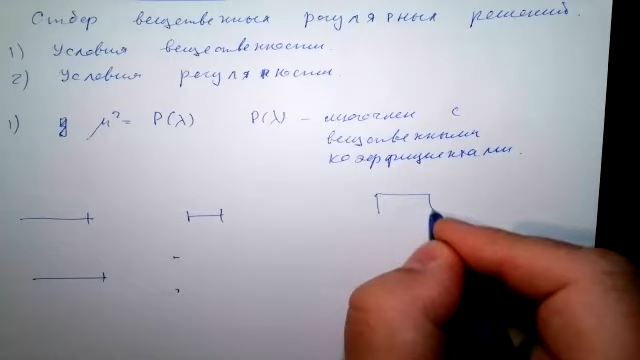 Отбор вещественных регулярных решений.
1) Условия вещественности.
2) Условия регулярности.
1) μ² = P(λ) P(λ) – многочлен с
вещественными
коэффициентами.